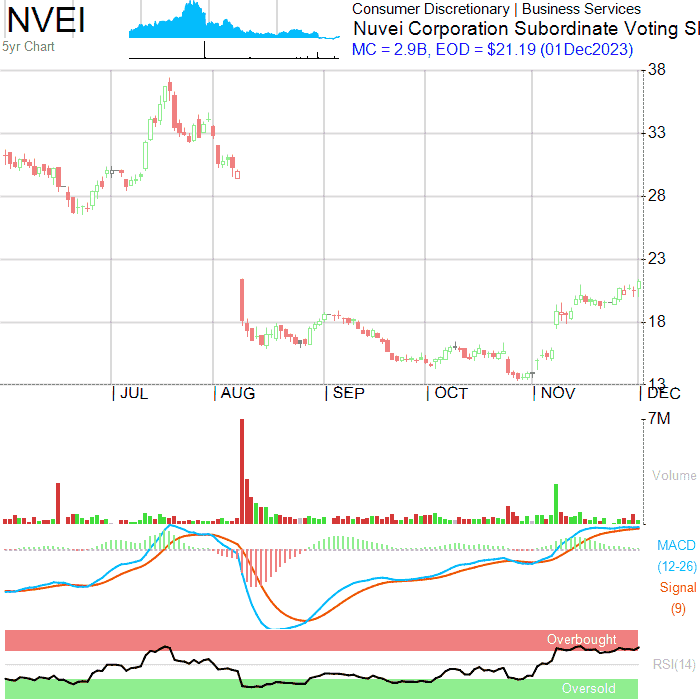 NVEI
5yr Chart
Consumer Discretionary | Business Services
Nuvei Corporation Subordinate Voting Sl
MC = 2.9B, EOD = $21.19 (01Dec2023)
38
33
28
23
18
13
JUL
AUG
SEP
OCT
NOV
DEC
7M
Volume
MACD
(12-26)
Signal
(9)
Overbought
RSI(14)
Oversold